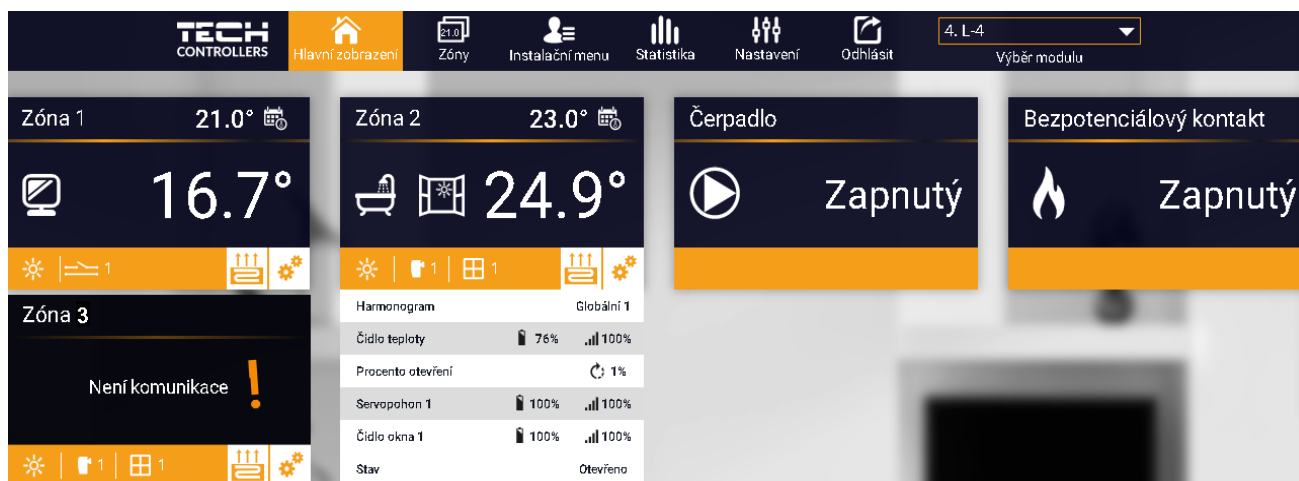 TECH
CONTROLLERS
Hlavní zobrazení
21.0
Zóny
Instalační menu
Statistika
Nastavení
Odhlásit
4. L-4
Výběr modulu
Zóna 1 21.0°
16.7°
1
Zóna 2 23.0°
24.9°
1 1
Harmonogram Globální 1
Čidlo teploty 76% 100%
Procento otevření 1%
Servopohon 1 100% 100%
Čidlo okna 1 100% 100%
Stav Otevřeno
Čerpadlo
Zapnutý
Bezpotenciálový kontakt
Zapnutý
Zóna 3
Není komunikace !
1 1